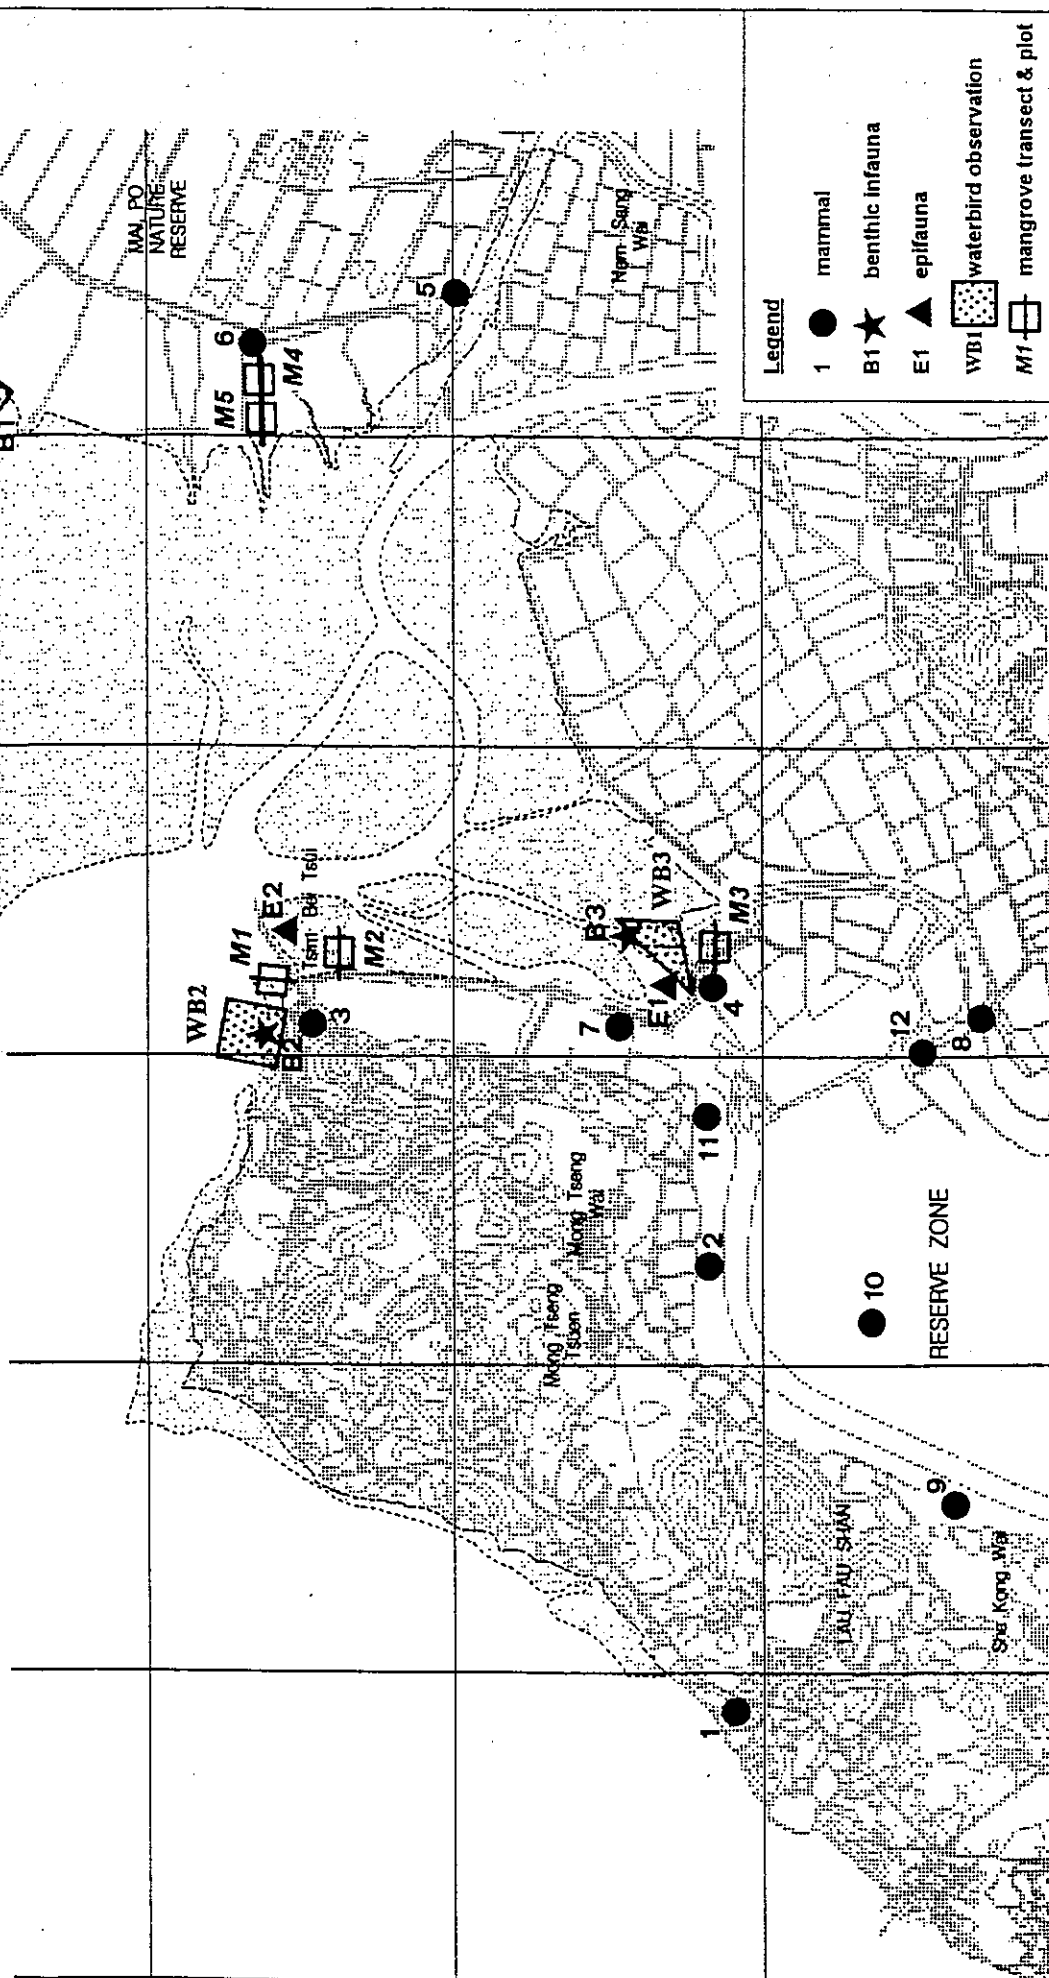 B1
MAI PO
NATURE
RESERVE
6
M5
M4
5
Nam Sang
Wai
WB2
B2
M1
E2
Tsim Bei Tsui
M2
3
B3
WB3
E1
M3
7
4
12
8
11
2
Mong Tseng
Wai
Mong Tseng
Tsuen
10
RESERVE ZONE
9
LAU FAU SHAN
She Kong Wai
1
Legend
1 mammal
B1 benthic infauna
E1 epifauna
WB1 waterbird observation
M1 mangrove transect & plot